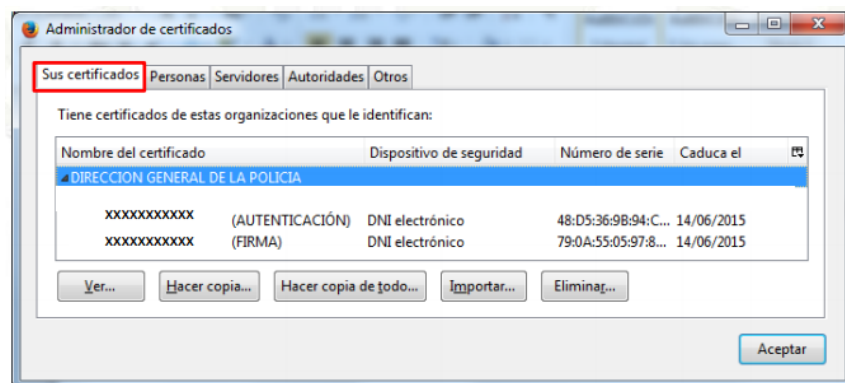 Administrador de certificados
Sus certificados Personas Servidores Autoridades Otros
Tiene certificados de estas organizaciones que le identifican:
Nombre del certificado Dispositivo de seguridad Número de serie Caduca el
DIRECCION GENERAL DE LA POLICIA
XXXXXXXXXXX (AUTENTICACIÓN) DNI electrónico 48:D5:36:9B:94:C... 14/06/2015
XXXXXXXXXXX (FIRMA) DNI electrónico 79:0A:55:05:97:8... 14/06/2015
Ver... Hacer copia... Hacer copia de todo... Importar... Eliminar...
Aceptar